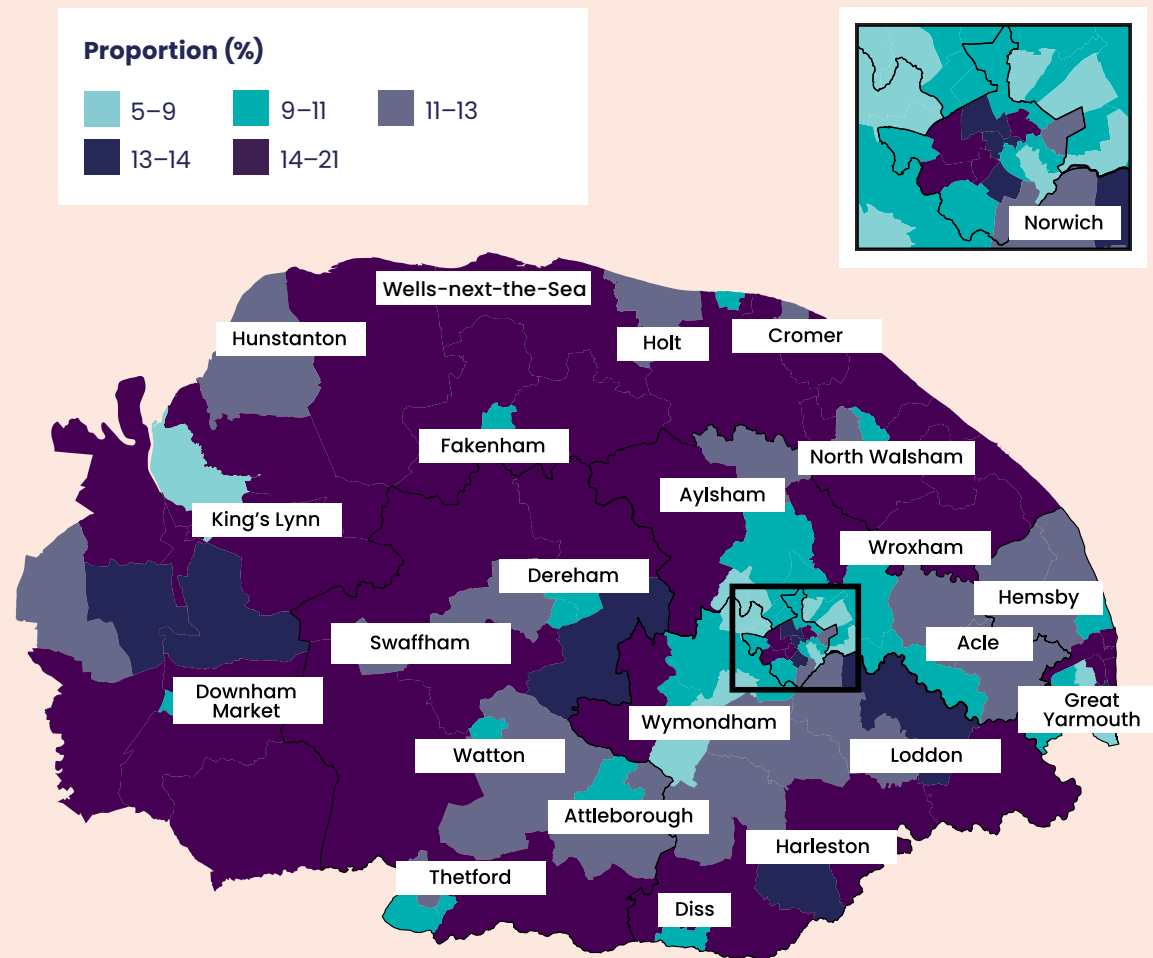 Proportion (%)
5–9
9–11
11–13
13–14
14–21
Norwich
Wells-next-the-Sea
Hunstanton
Holt
Cromer
Fakenham
North Walsham
Aylsham
King's Lynn
Wroxham
Dereham
Hemsby
Swaffham
Acle
Downham
Market
Great
Yarmouth
Wymondham
Watton
Loddon
Attleborough
Harleston
Thetford
Diss